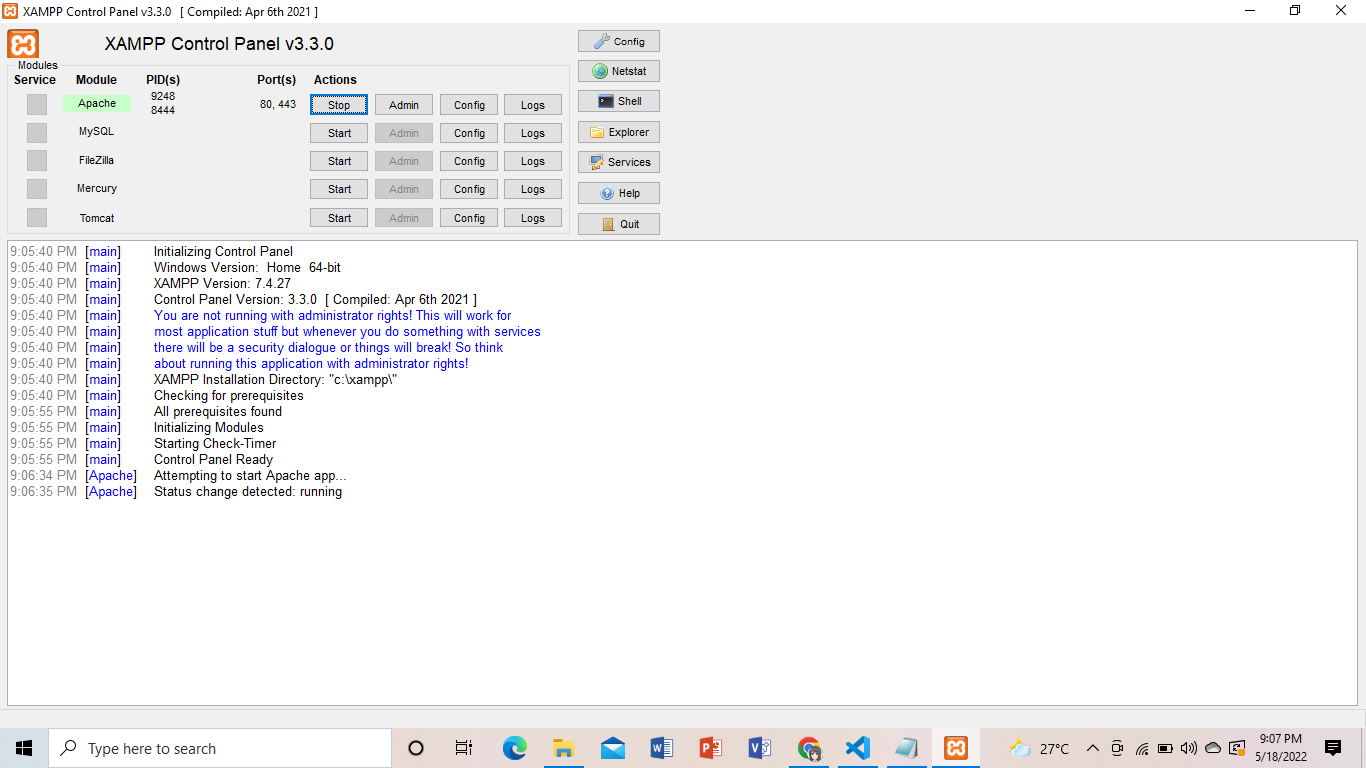 XAMPP Control Panel v3.3.0 [ Compiled: Apr 6th 2021 ]
XAMPP Control Panel v3.3.0
Config
Modules
Service Module PID(s) Port(s) Actions
Netstat
Apache 9248 8444 80, 443 Stop Admin Config Logs
Shell
MySQL Start Admin Config Logs
Explorer
FileZilla Start Admin Config Logs
Services
Mercury Start Admin Config Logs
Help
Tomcat Start Admin Config Logs
Quit
9:05:40 PM [main] Initializing Control Panel
9:05:40 PM [main] Windows Version: Home 64-bit
9:05:40 PM [main] XAMPP Version: 7.4.27
9:05:40 PM [main] Control Panel Version: 3.3.0 [ Compiled: Apr 6th 2021 ]
9:05:40 PM [main] You are not running with administrator rights! This will work for
9:05:40 PM [main] most application stuff but whenever you do something with services
9:05:40 PM [main] there will be a security dialogue or things will break! So think
9:05:40 PM [main] about running this application with administrator rights!
9:05:40 PM [main] XAMPP Installation Directory: "c:\xampp\"
9:05:40 PM [main] Checking for prerequisites
9:05:55 PM [main] All prerequisites found
9:05:55 PM [main] Initializing Modules
9:05:55 PM [main] Starting Check-Timer
9:05:55 PM [main] Control Panel Ready
9:06:34 PM [Apache] Attempting to start Apache app...
9:06:35 PM [Apache] Status change detected: running
Type here to search
27°C
9:07 PM
5/18/2022